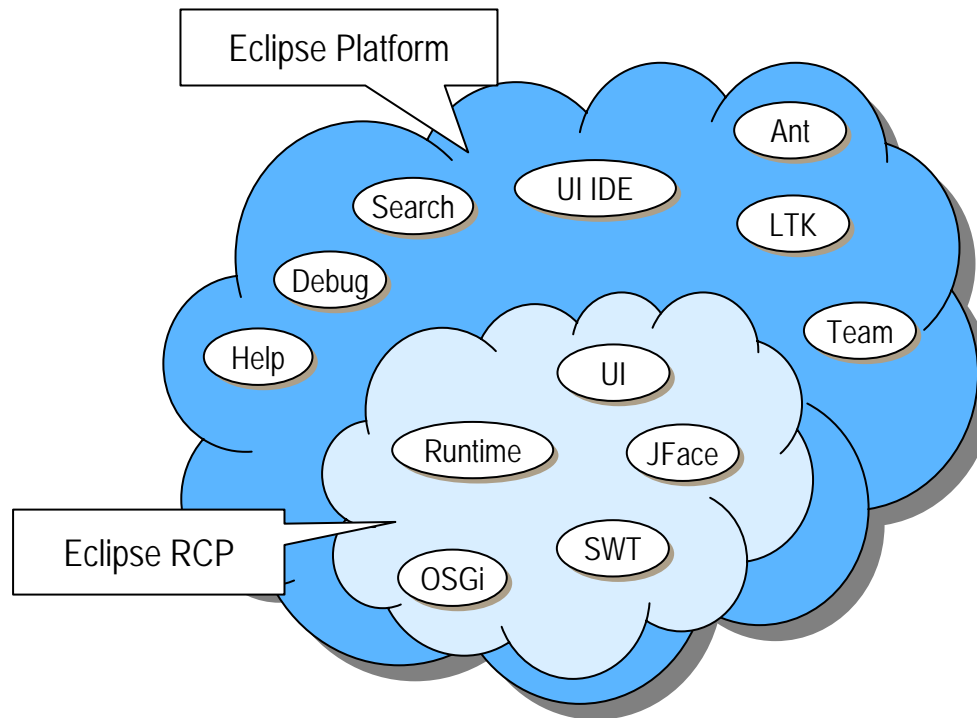 Eclipse Platform
Ant
UI IDE
Search
LTK
Debug
Team
Help
UI
Runtime
JFace
Eclipse RCP
SWT
OSGi